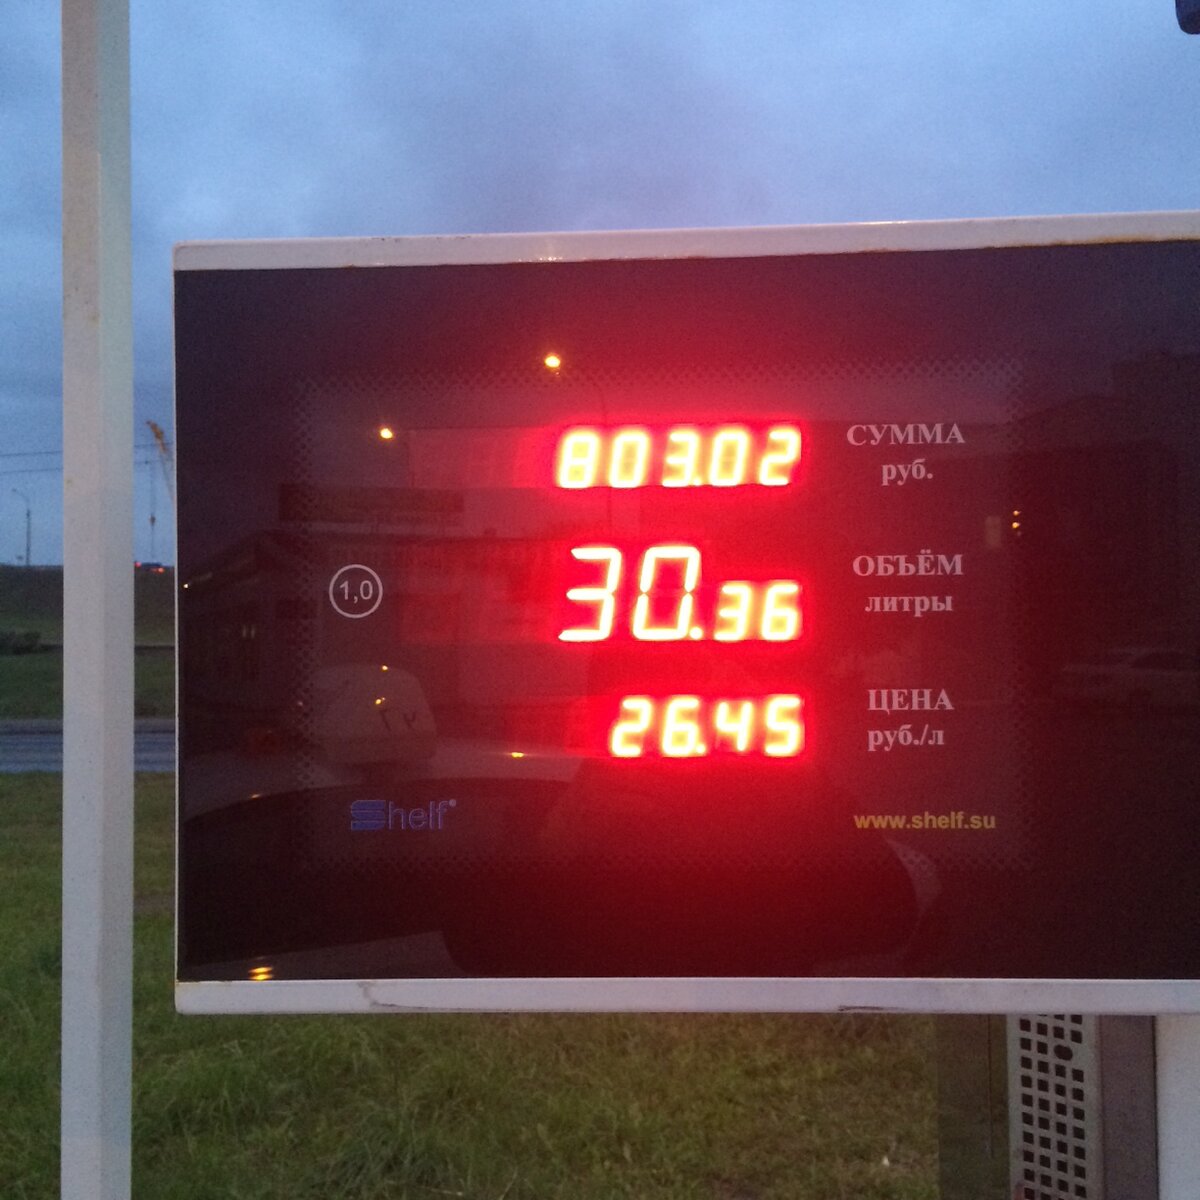 803.02
СУММА
руб.
30.36
ОБЪЁМ
литры
1,0
26.45
ЦЕНА
руб./л
Shelf
www.shelf.su